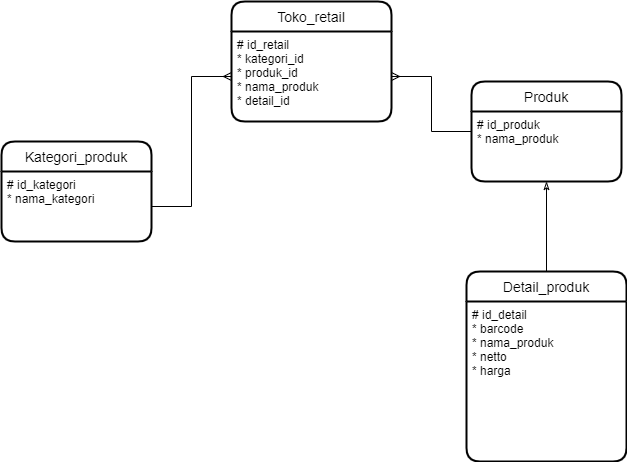 Toko_retail
# id_retail
* kategori_id
* produk_id
* nama_produk
* detail_id
Produk
# id_produk
* nama_produk
Kategori_produk
# id_kategori
* nama_kategori
Detail_produk
# id_detail
* barcode
* nama_produk
* netto
* harga